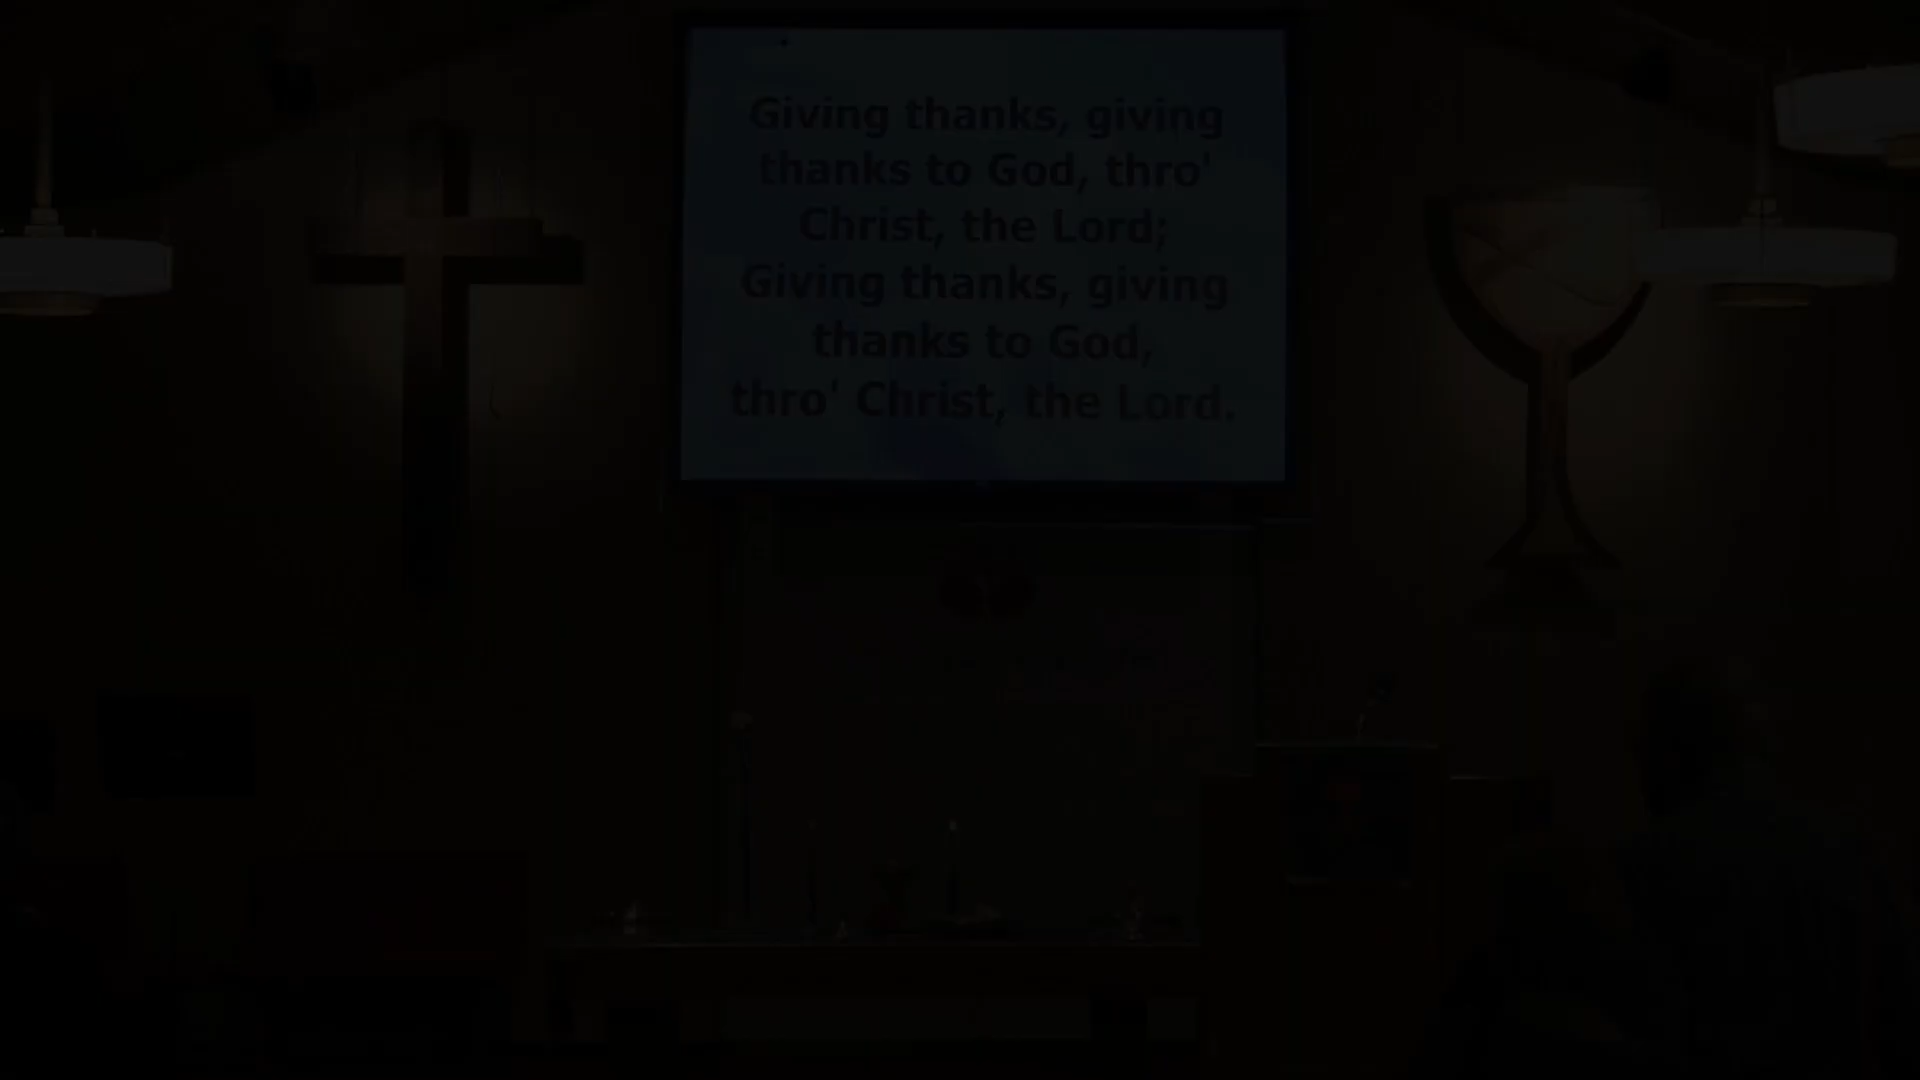 Giving thanks, giving
thanks to God, thro'
Christ, the Lord;
Giving thanks, giving
thanks to God,
thro' Christ, the Lord.